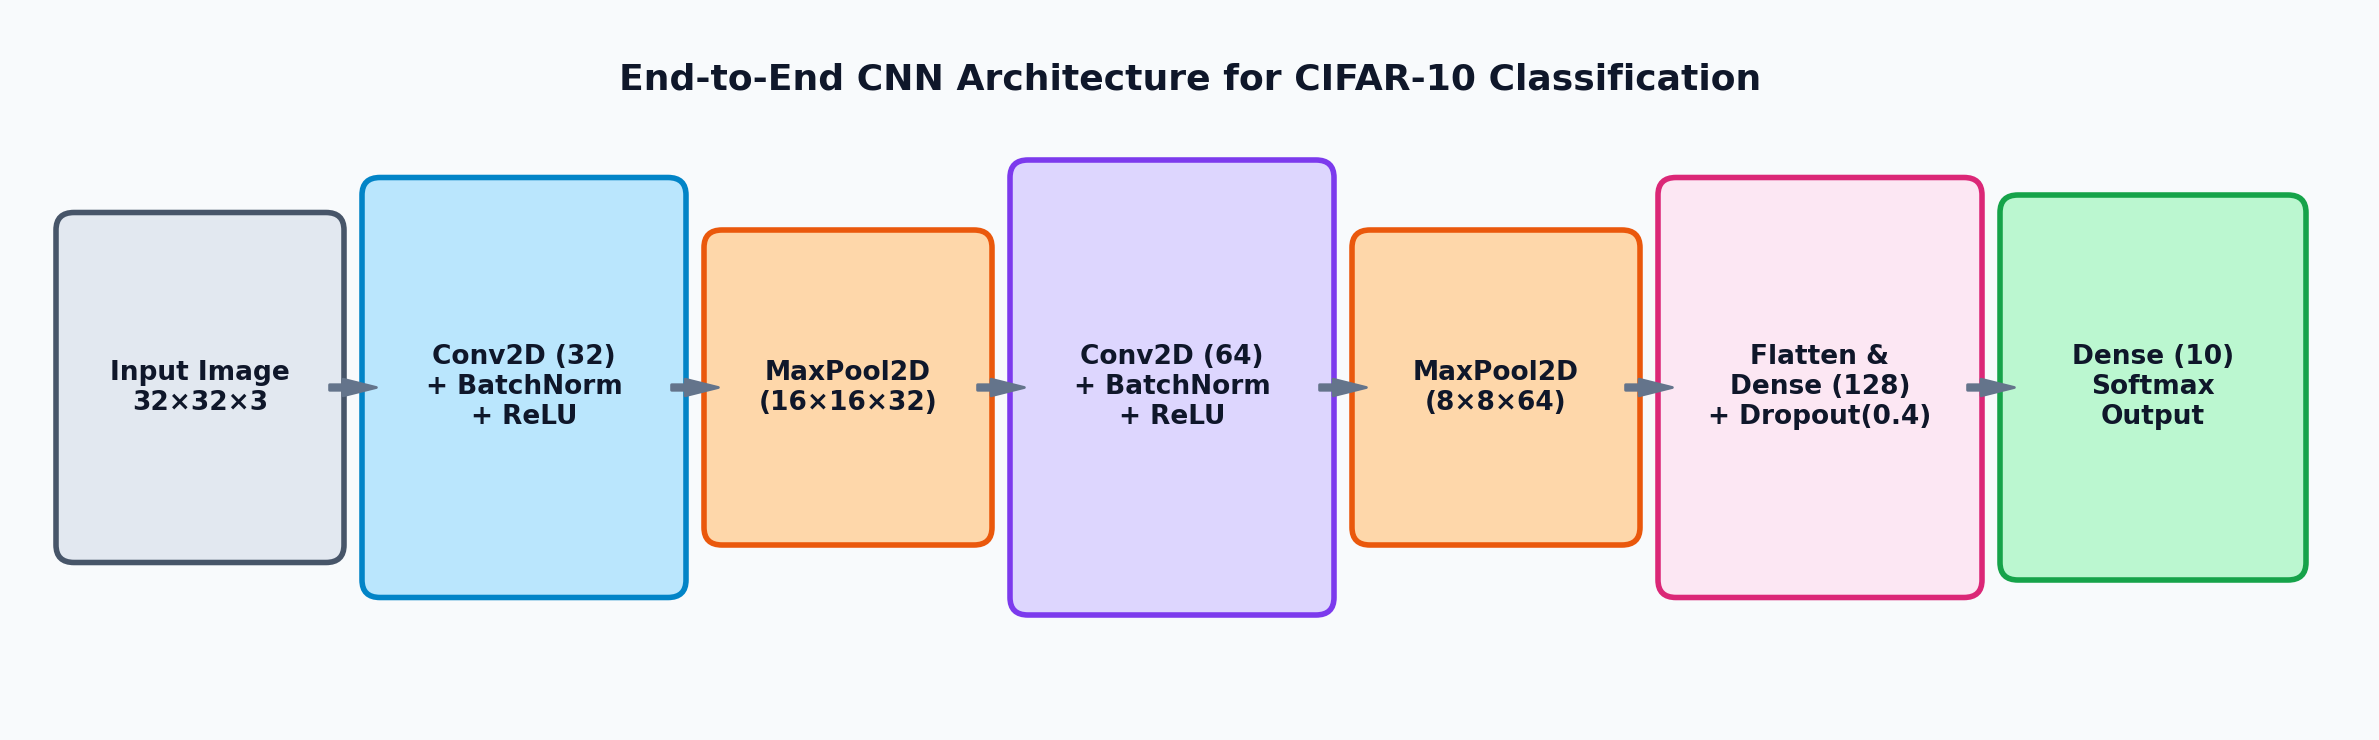 End-to-End CNN Architecture for CIFAR-10 Classification
Input Image
32×32×3
Conv2D (32)
+ BatchNorm
+ ReLU
MaxPool2D
(16×16×32)
Conv2D (64)
+ BatchNorm
+ ReLU
MaxPool2D
(8×8×64)
Flatten &
Dense (128)
+ Dropout(0.4)
Dense (10)
Softmax
Output